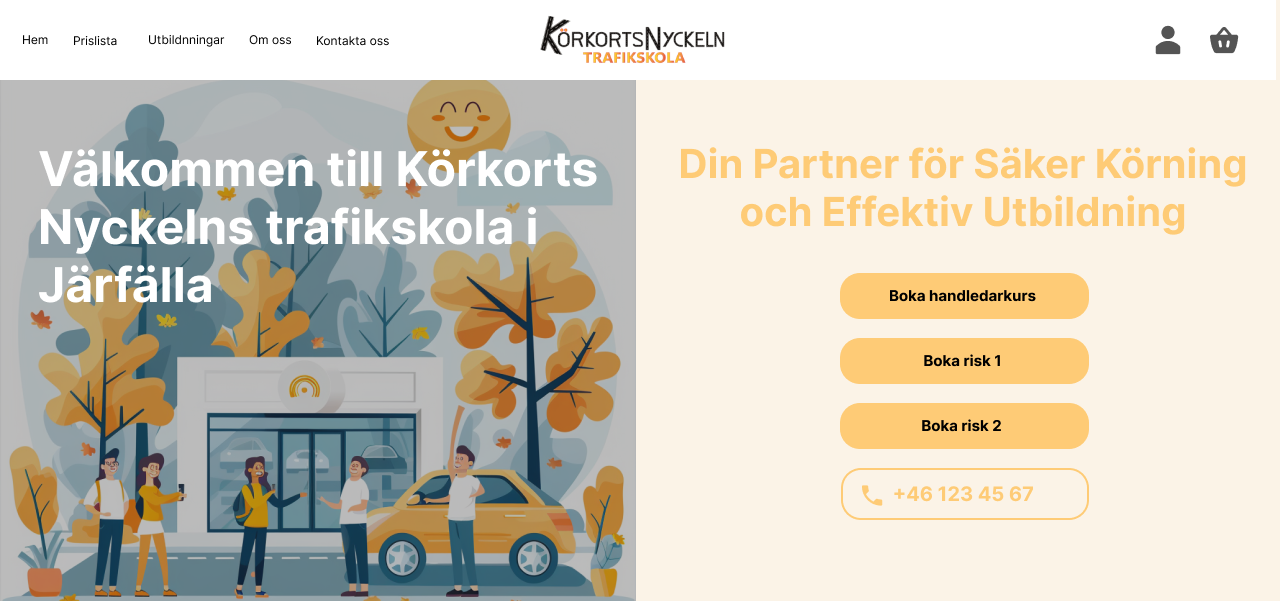 Hem
Prislista
Utbildnningar
Om oss
Kontakta oss
KÖRKORTSNYCKELN
TRAFIKSKOLA
Välkommen till Körkorts
Nyckelns trafikskola i
Järfälla
Din Partner för Säker Körning
och Effektiv Utbildning
Boka handledarkurs
Boka risk 1
Boka risk 2
+46 123 45 67